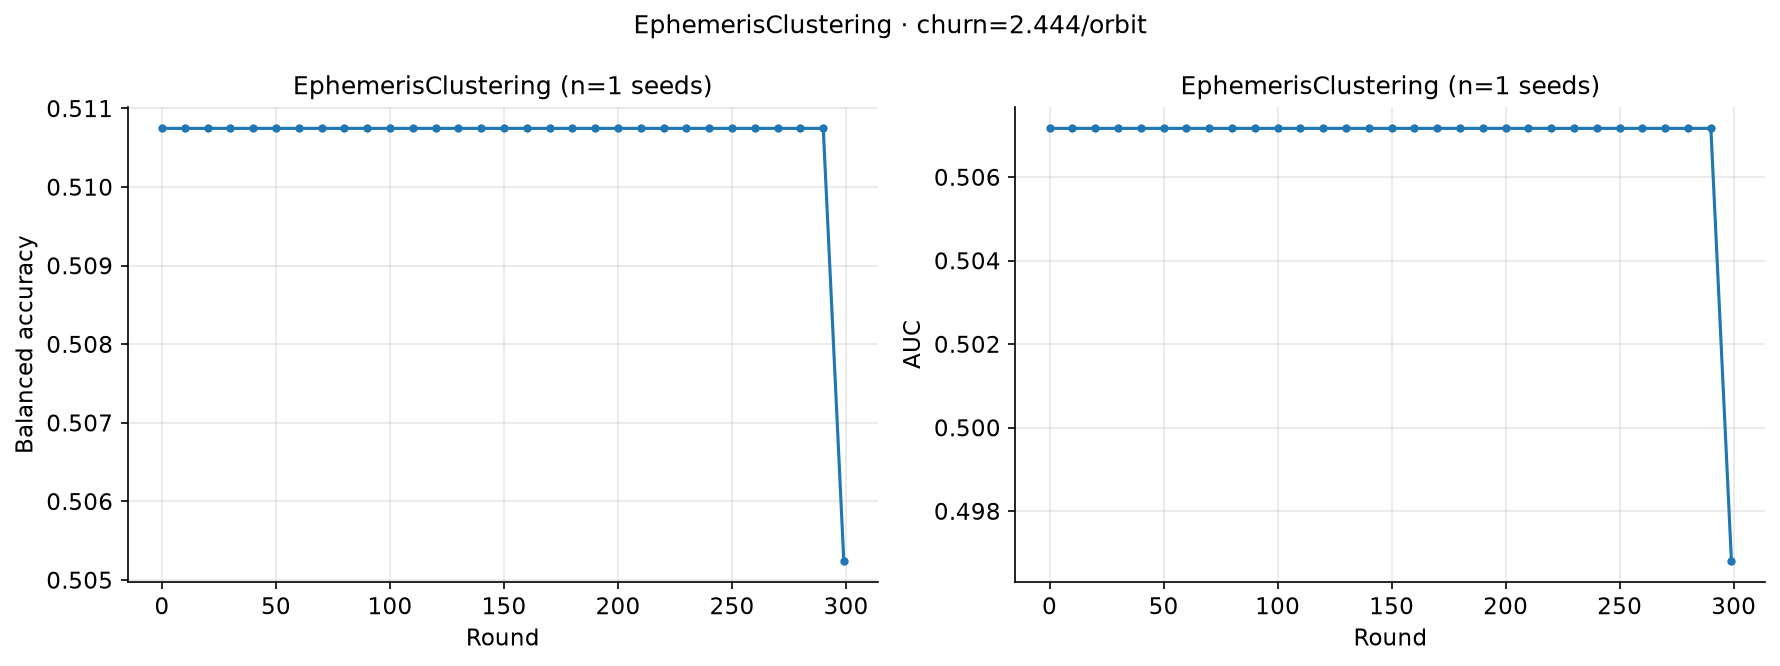 EphemerisClustering · churn=2.444/orbit
EphemerisClustering (n=1 seeds)
0.511
0.510
0.509
0.508
0.507
0.506
0.505
Balanced accuracy
0 50 100 150 200 250 300
Round
EphemerisClustering (n=1 seeds)
0.506
0.504
0.502
0.500
0.498
AUC
0 50 100 150 200 250 300
Round